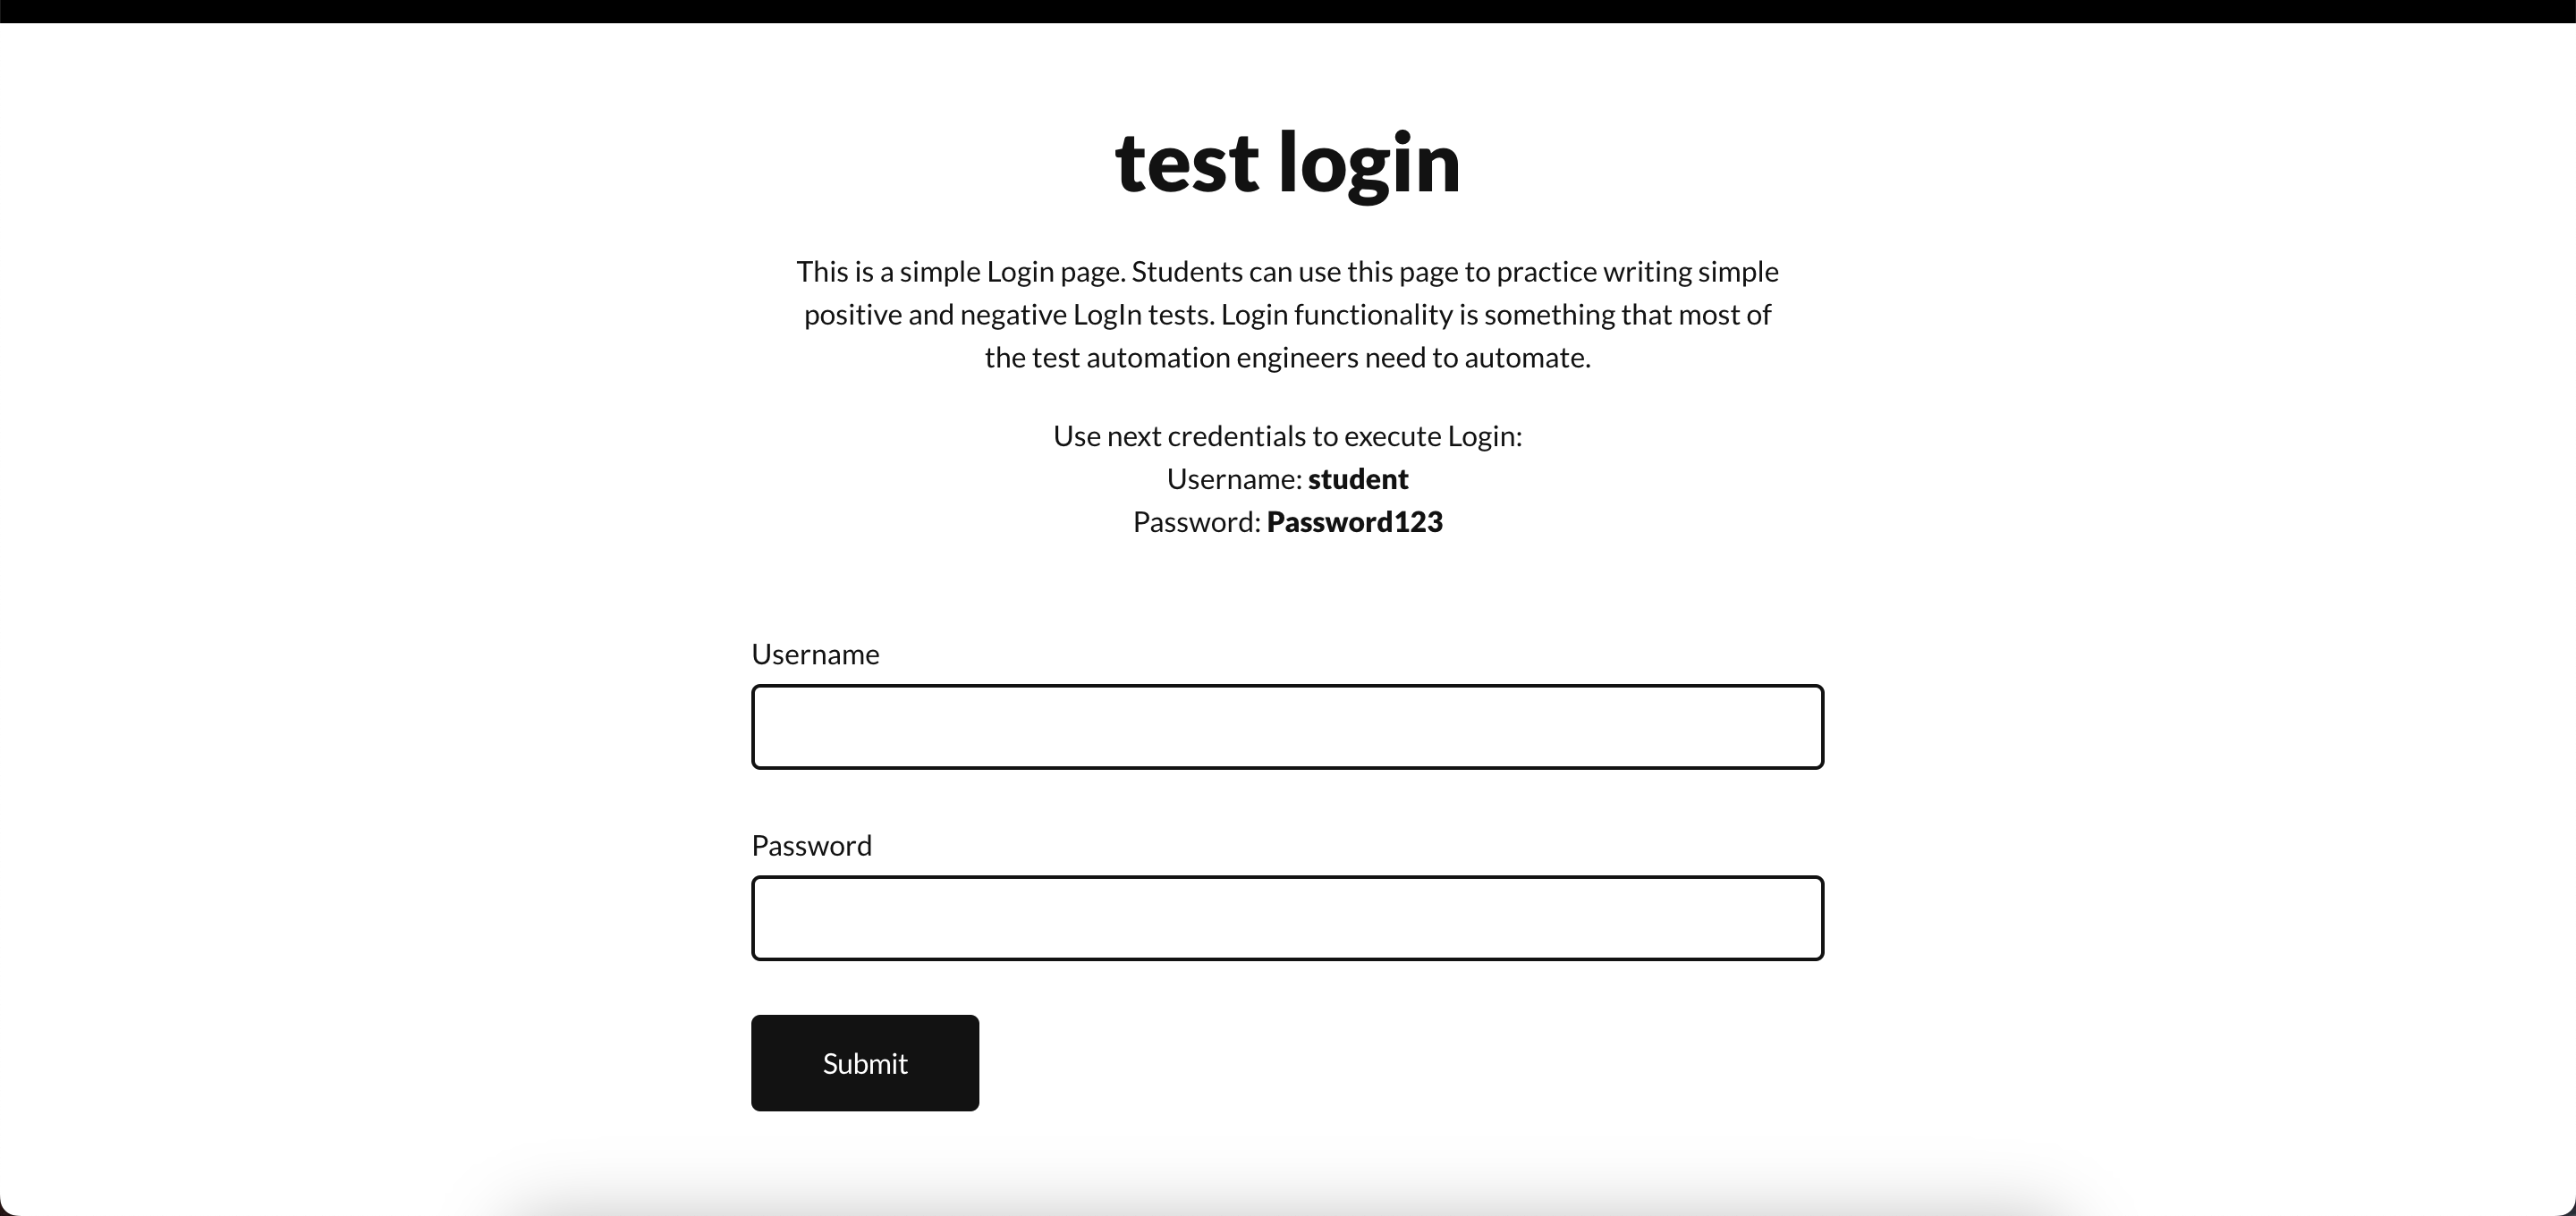 test login
This is a simple Login page. Students can use this page to practice writing simple
positive and negative LogIn tests. Login functionality is something that most of
the test automation engineers need to automate.
Use next credentials to execute Login:
Username: student
Password: Password123
Username
Password
Submit